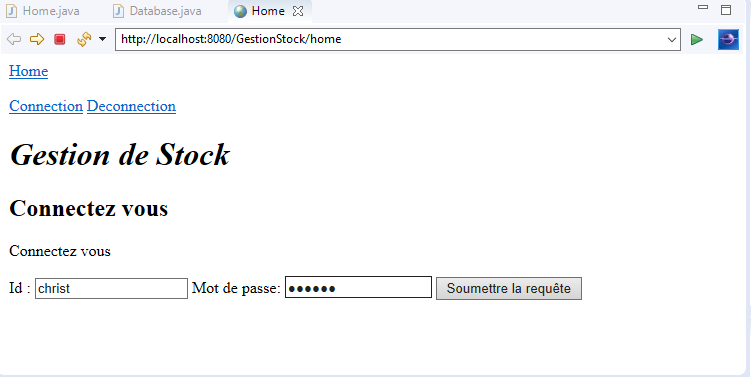 Home.java Database.java Home
http://localhost:8080/GestionStock/home
Home
Connection Deconnection
Gestion de Stock
Connectez vous
Connectez vous
Id : christ Mot de passe: ●●●●●● Soumettre la requête